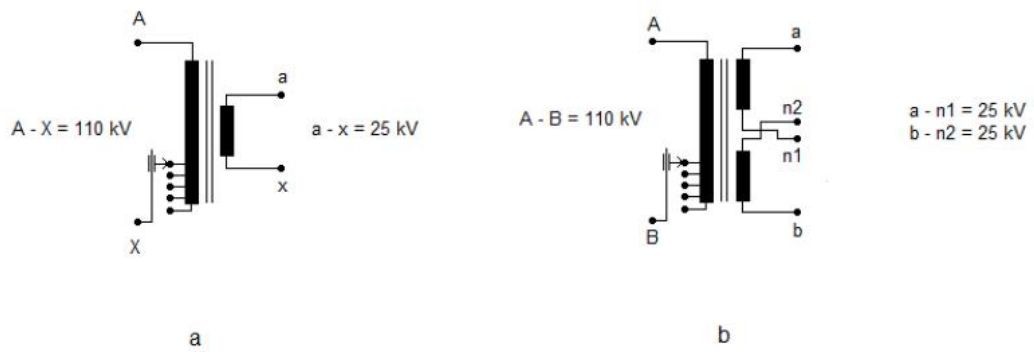 A
A - X = 110 kV
a
a - x = 25 kV
x
X
a
A
A - B = 110 kV
a
n2
n1
a - n1 = 25 kV
b - n2 = 25 kV
B
b
b